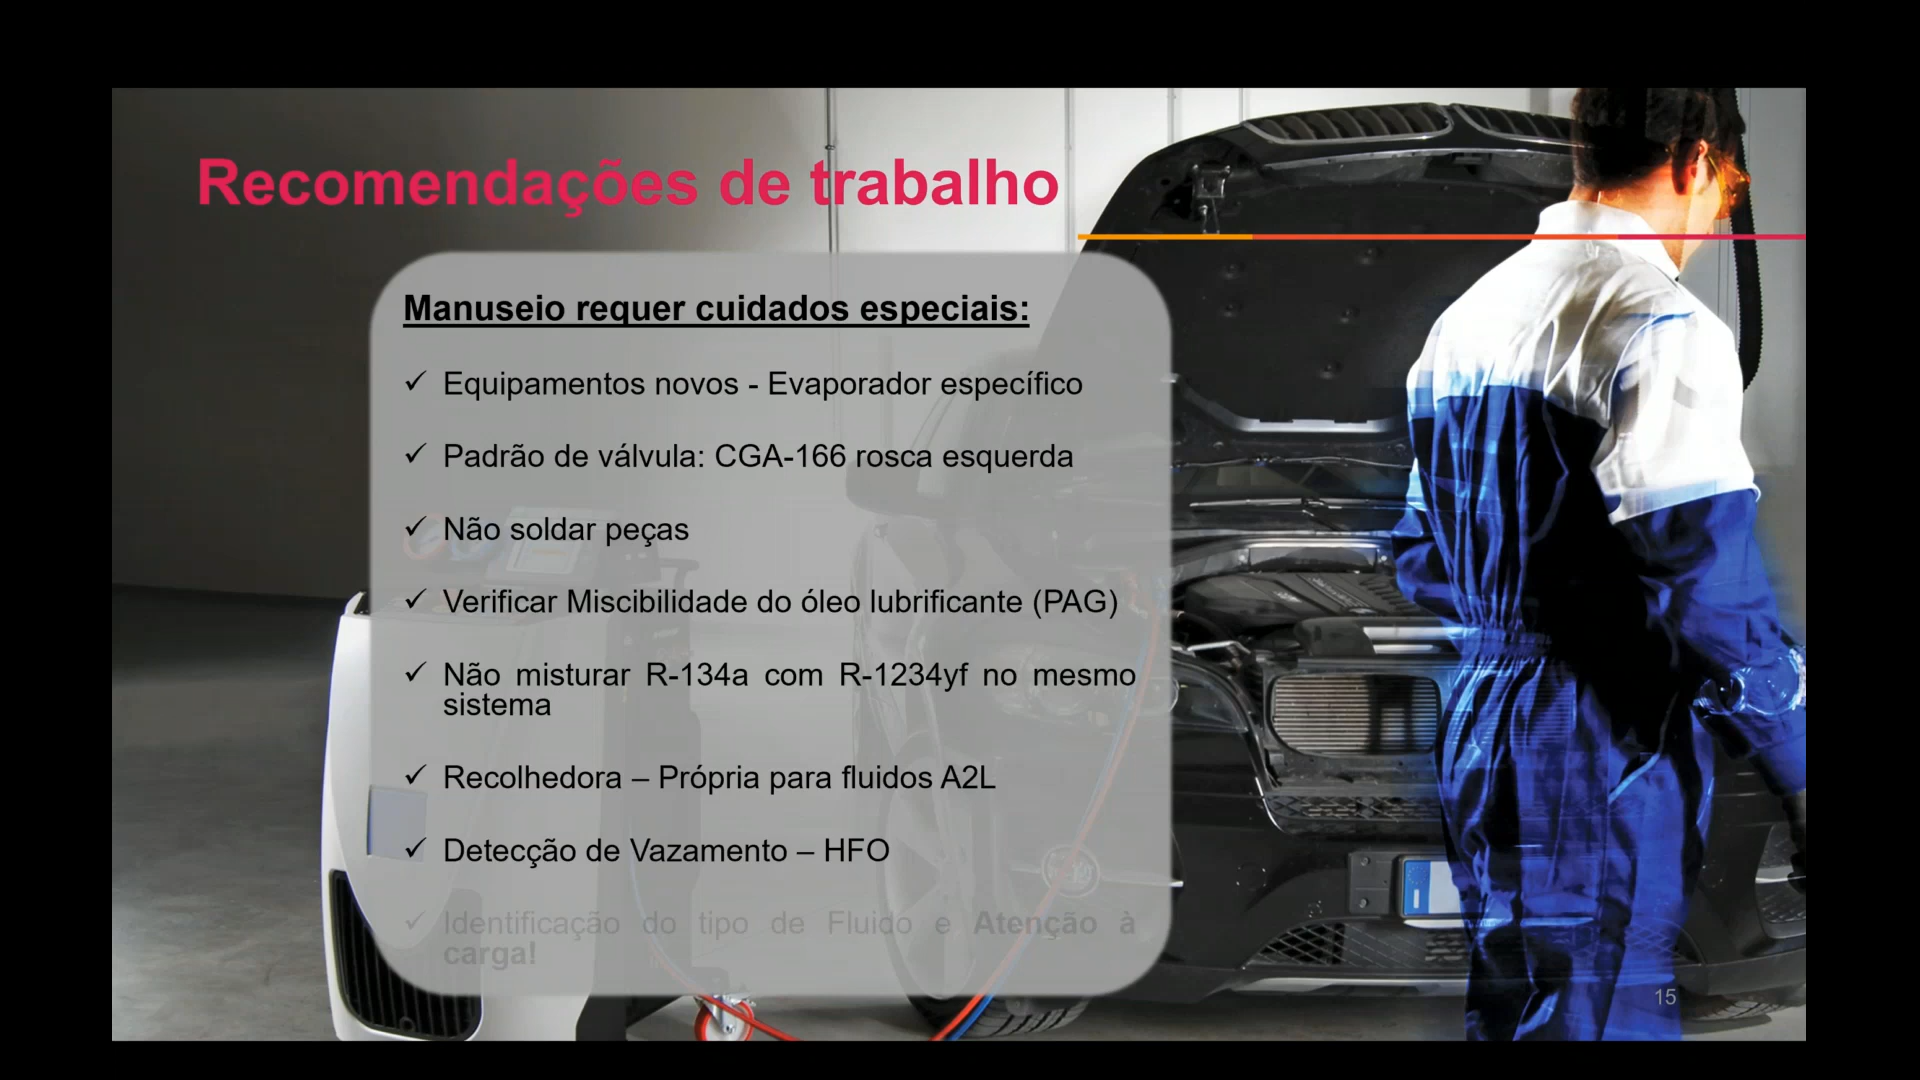 Recomendações de trabalho
Manuseio requer cuidados especiais:
✓ Equipamentos novos - Evaporador específico
✓ Padrão de válvula: CGA-166 rosca esquerda
✓ Não soldar peças
✓ Verificar Miscibilidade do óleo lubrificante (PAG)
✓ Não misturar R-134a com R-1234yf no mesmo
sistema
✓ Recolhedora – Própria para fluidos A2L
✓ Detecção de Vazamento – HFO
✓ Identificação do tipo de Fluido e Atenção à
carga!
15